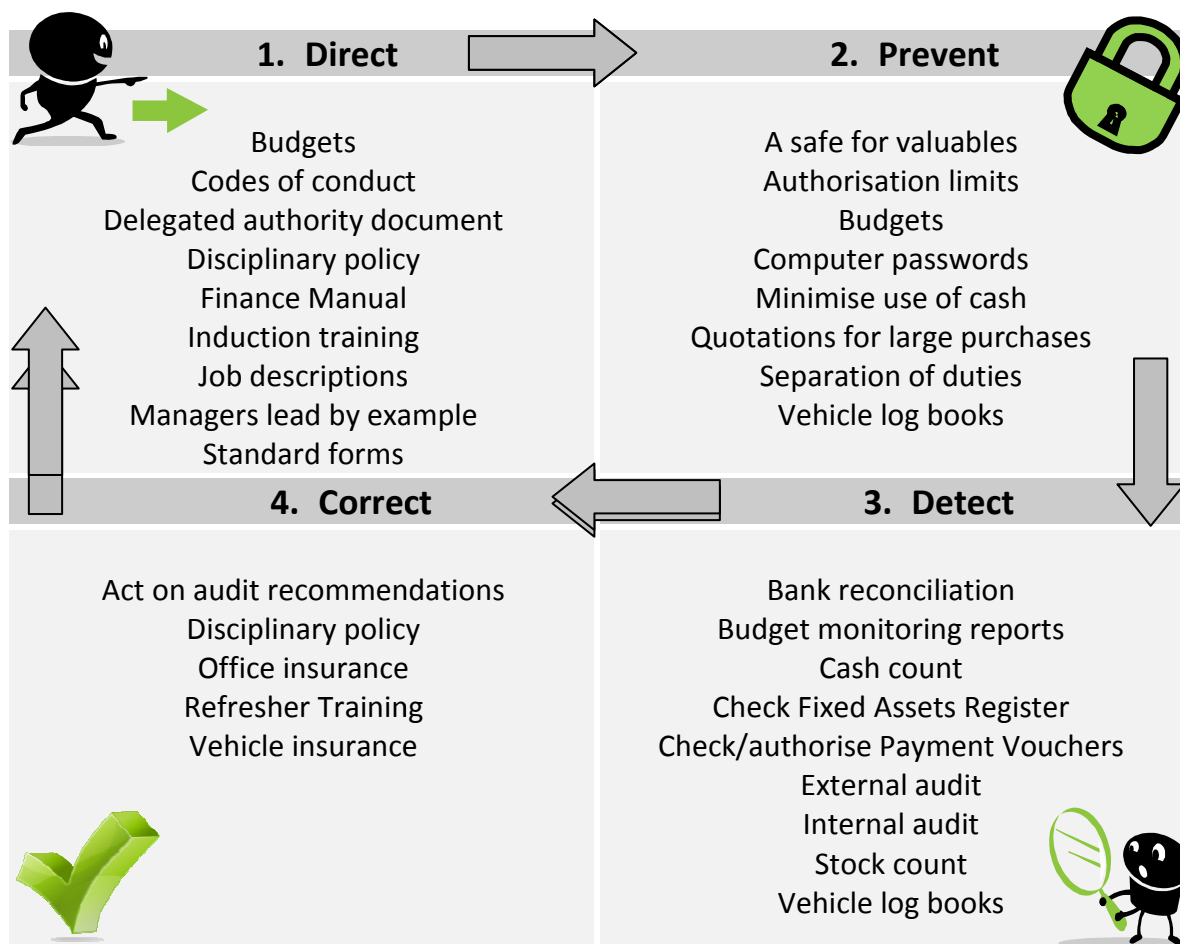 1. Direct
2. Prevent
Budgets
Codes of conduct
Delegated authority document
Disciplinary policy
Finance Manual
Induction training
Job descriptions
Managers lead by example
Standard forms
A safe for valuables
Authorisation limits
Budgets
Computer passwords
Minimise use of cash
Quotations for large purchases
Separation of duties
Vehicle log books
4. Correct
3. Detect
Act on audit recommendations
Disciplinary policy
Office insurance
Refresher Training
Vehicle insurance
Bank reconciliation
Budget monitoring reports
Cash count
Check Fixed Assets Register
Check/authorise Payment Vouchers
External audit
Internal audit
Stock count
Vehicle log books